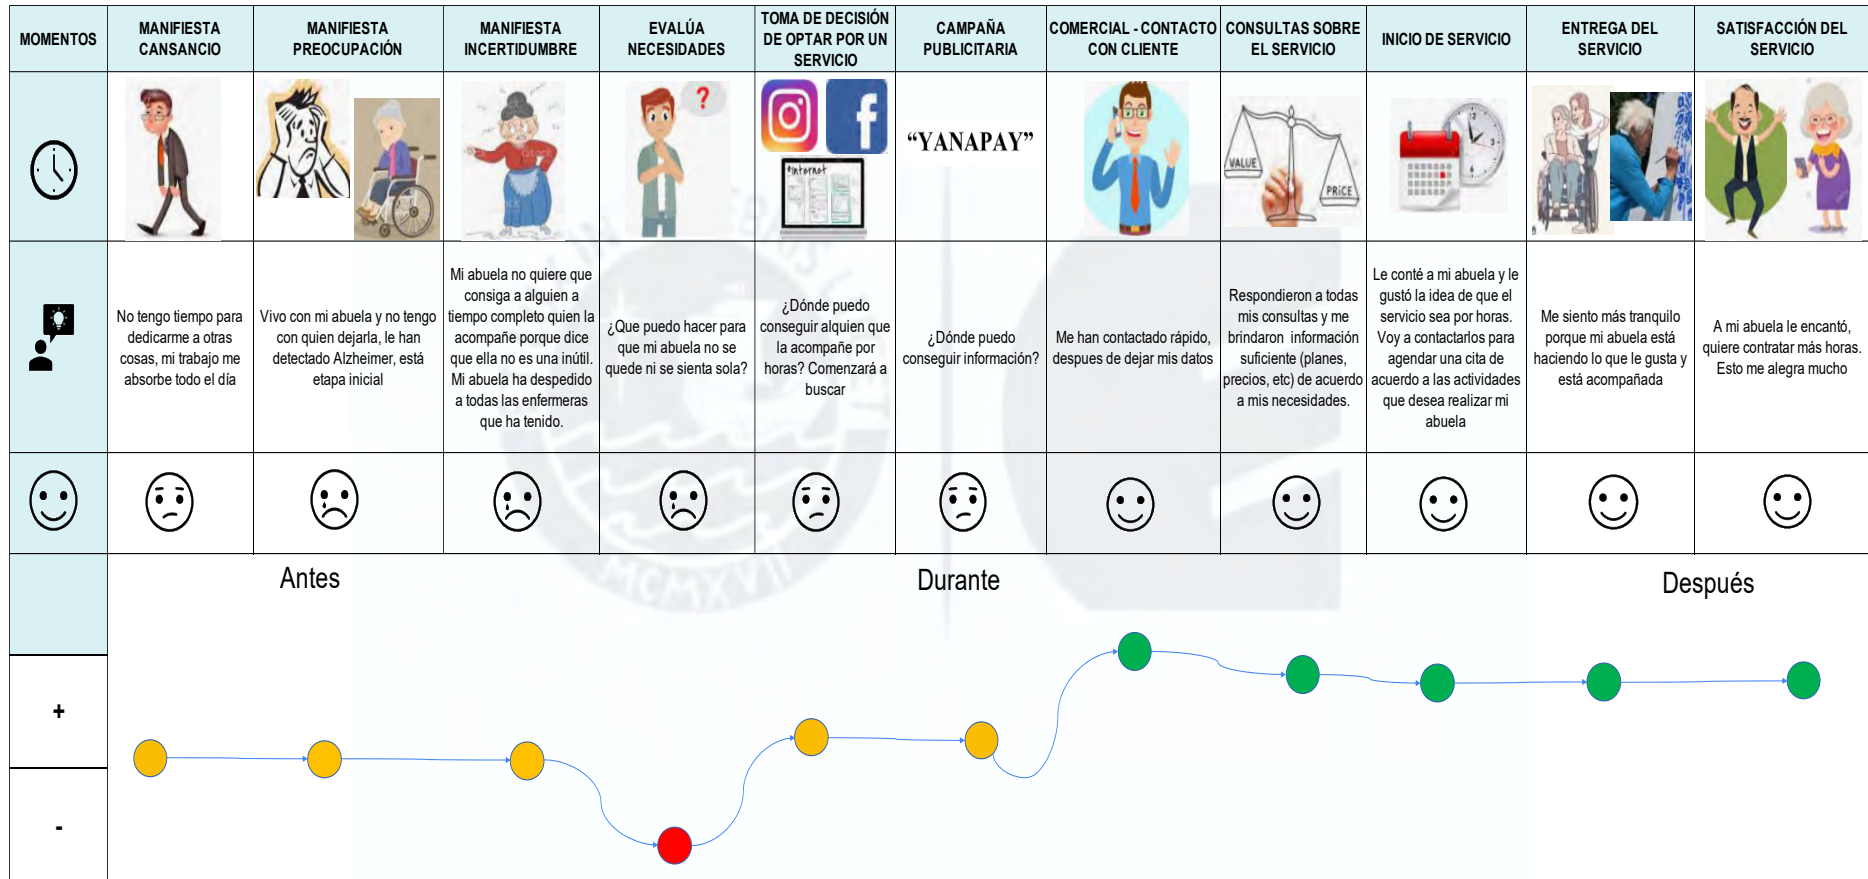 MOMENTOS
MANIFIESTA
CANSANCIO
MANIFIESTA
PREOCUPACIÓN
MANIFIESTA
INCERTIDUMBRE
EVALÚA
NECESIDADES
TOMA DE DECISIÓN
DE OPTAR POR UN
SERVICIO
CAMPAÑA
PUBLICITARIA
COMERCIAL - CONTACTO
CON CLIENTE
CONSULTAS SOBRE
EL SERVICIO
INICIO DE SERVICIO
ENTREGA DEL
SERVICIO
SATISFACCIÓN DEL
SERVICIO
?
#internet
“YANAPAY”
VALUE
PRICE
12
3
No tengo tiempo para
dedicarme a otras
cosas, mi trabajo me
absorbe todo el día
Vivo con mi abuela y no tengo
con quien dejarla, le han
detectado Alzheimer, está
etapa inicial
Mi abuela no quiere que
consiga a alguien a
tiempo completo quien la
acompañe porque dice
que ella no es una inútil.
Mi abuela ha despedido
a todas las enfermeras
que ha tenido.
¿Que puedo hacer para
que mi abuela no se
quede ni se sienta sola?
¿Dónde puedo
conseguir alguien que
la acompañe por
horas? Comenzará a
buscar
¿Dónde puedo
conseguir información?
Me han contactado rápido,
despues de dejar mis datos
Respondieron a todas
mis consultas y me
brindaron información
suficiente (planes,
precios, etc) de acuerdo
a mis necesidades.
Le conté a mi abuela y le
gustó la idea de que el
servicio sea por horas.
Voy a contactarlos para
agendar una cita de
acuerdo a las actividades
que desea realizar mi
abuela
Me siento más tranquilo
porque mi abuela está
haciendo lo que le gusta y
está acompañada
A mi abuela le encantó,
quiere contratar más horas.
Esto me alegra mucho
Antes
Durante
Después
MCMXVII
+
-